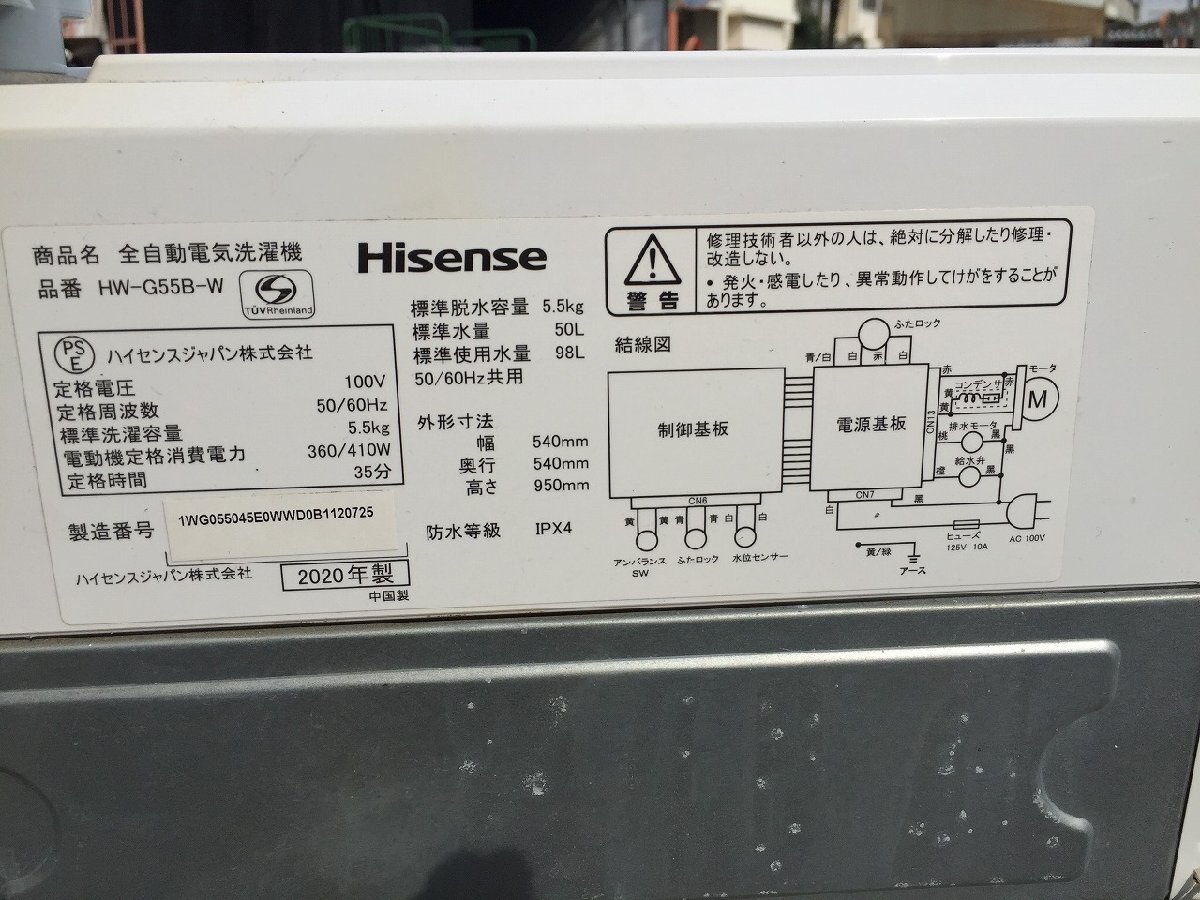 商品名 全自動電気洗濯機
品番 HW-G55B-W
TÜVRheinland
Hisense
PS
E
ハイセンスジャパン株式会社
定格電圧 100V
定格周波数 50/60Hz
標準洗濯容量 5.5kg
電動機定格消費電力 360/410W
定格時間 35分
製造番号 1WG055045E0WWD0B1120725
ハイセンスジャパン株式会社 2020年製
中国製
標準脱水容量 5.5kg
標準水量 50L
標準使用水量 98L
50/60Hz共用
外形寸法
幅 540mm
奥行 540mm
高さ 950mm
防水等級 IPX4
警告
修理技術者以外の人は、絶対に分解したり修理・
改造しない。
・発火・感電したり、異常動作してけがをすることが
あります。
結線図
ふたロック
青/白 白 赤 白
制御基板
電源基板
CN13
赤 コンデンサ 赤 モータ
黄
黄
M
桃 排水モータ 黒
黒
橙 給水弁 黒
CN6
CN7
黒
黄 黄 青 青 白 白
白
アンバランス
SW
ふたロック
水位センサー
ヒューズ
125V 10A
AC 100V
黄/緑
アース